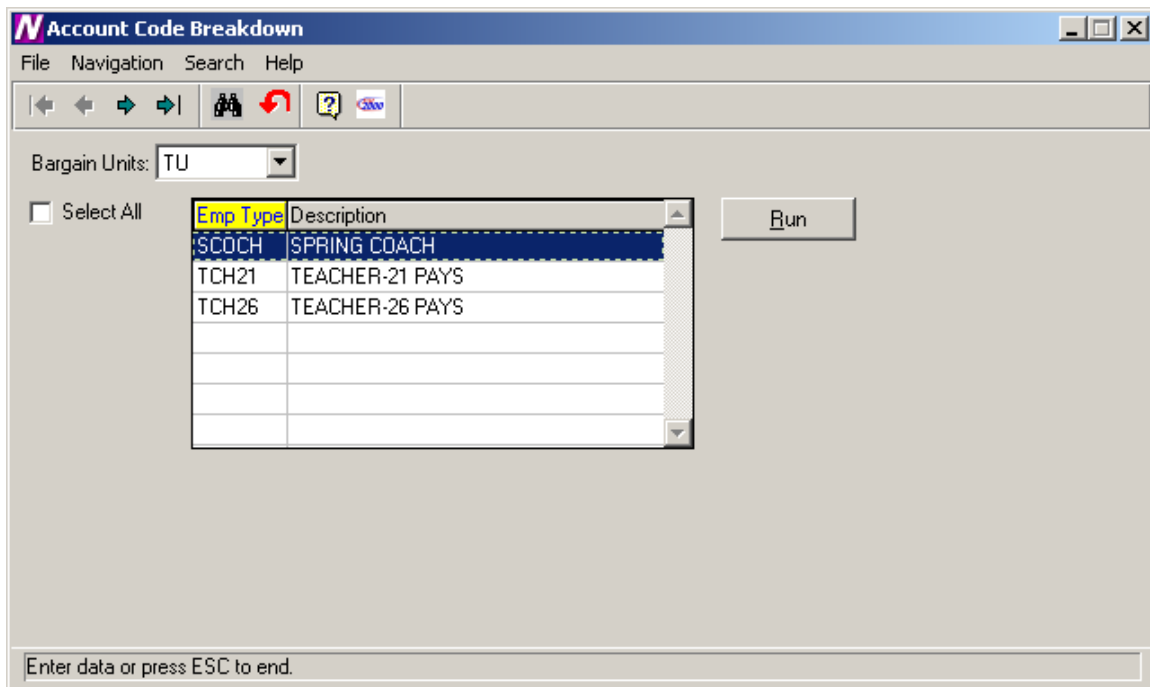 Account Code Breakdown
File Navigation Search Help
Bargain Units: TU
Select All
Emp Type Description
SCOCH SPRING COACH
TCH21 TEACHER-21 PAYS
TCH26 TEACHER-26 PAYS
Run
Enter data or press ESC to end.